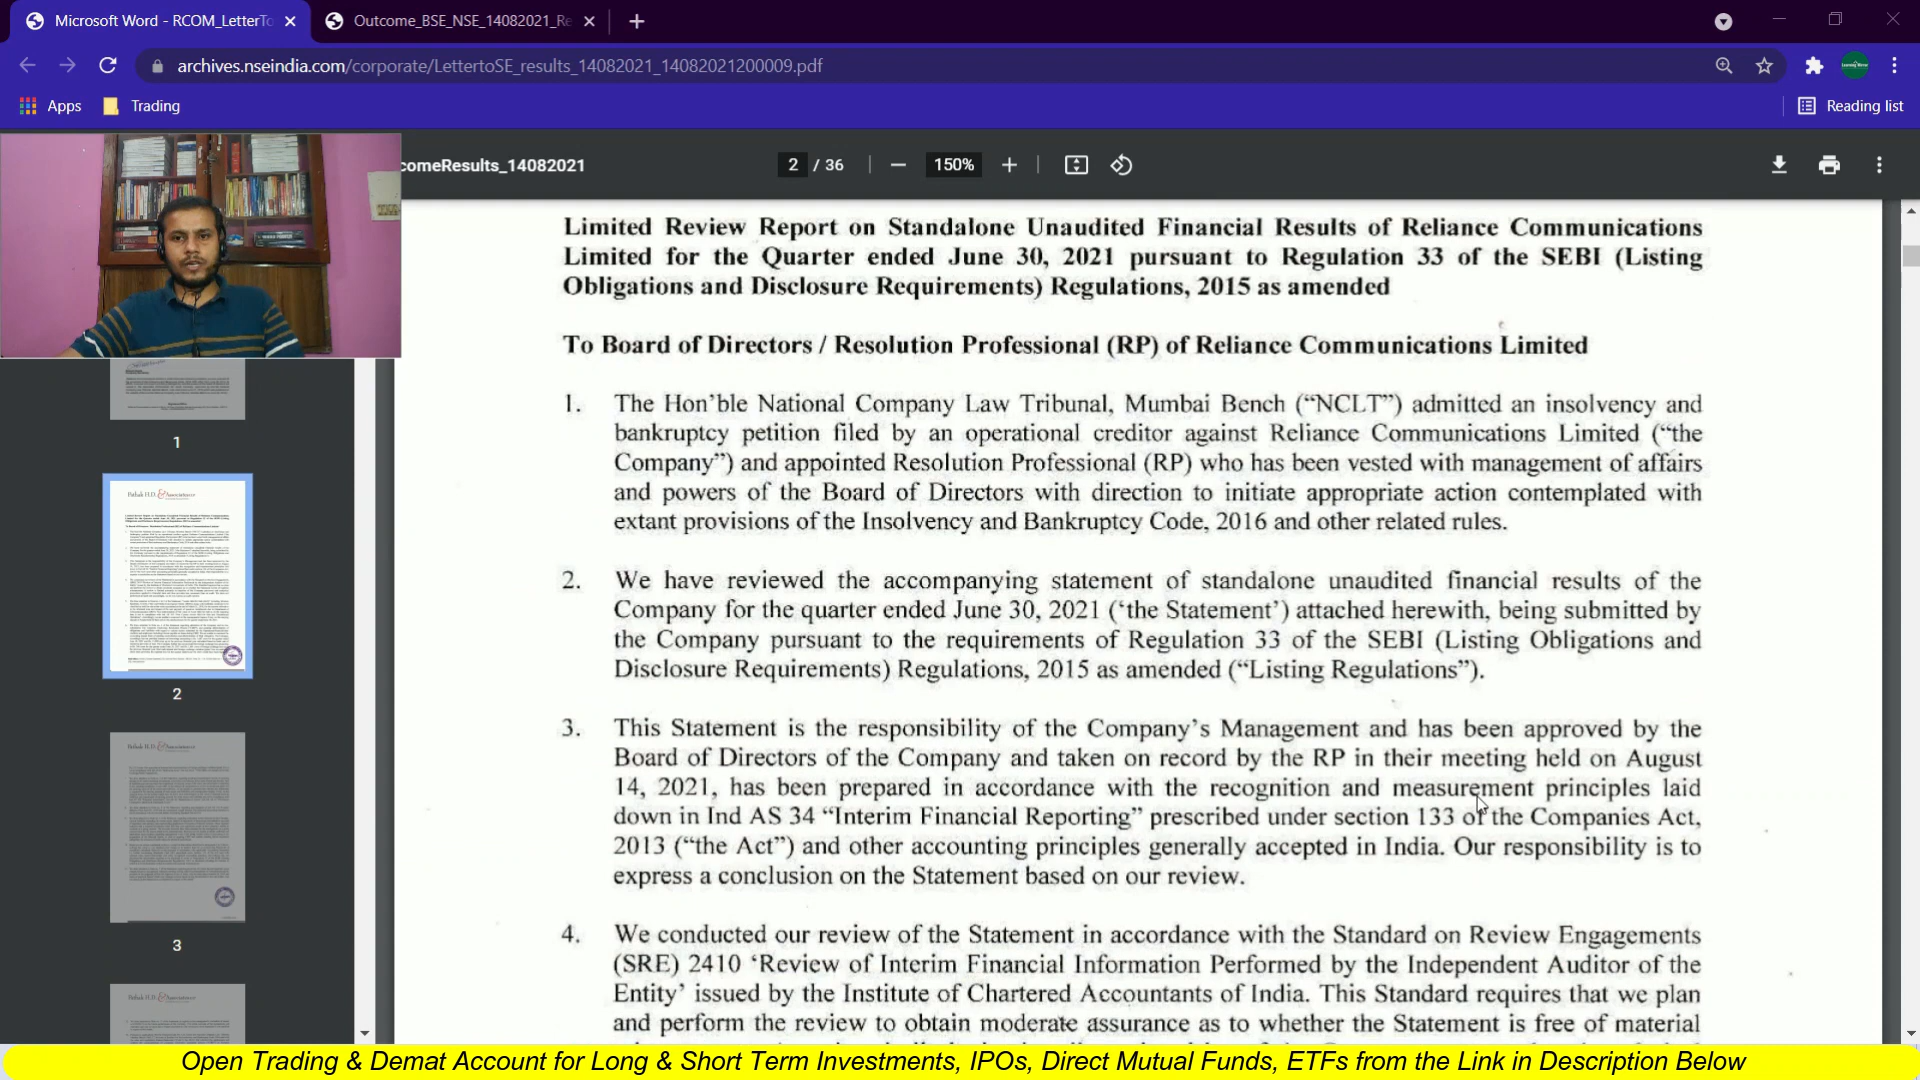 Microsoft Word - RCOM_LetterTo
Outcome_BSE_NSE_14082021_Re
archives.nseindia.com/corporate/LettertoSE_results_14082021_14082021200009.pdf
Apps
Trading
Reading list
comeResults_14082021
2 / 36
150%
Limited Review Report on Standalone Unaudited Financial Results of Reliance Communications
Limited for the Quarter ended June 30, 2021 pursuant to Regulation 33 of the SEBI (Listing
Obligations and Disclosure Requirements) Regulations, 2015 as amended
To Board of Directors / Resolution Professional (RP) of Reliance Communications Limited
1. The Hon’ble National Company Law Tribunal, Mumbai Bench (“NCLT”) admitted an insolvency and
bankruptcy petition filed by an operational creditor against Reliance Communications Limited (“the
Company”) and appointed Resolution Professional (RP) who has been vested with management of affairs
and powers of the Board of Directors with direction to initiate appropriate action contemplated with
extant provisions of the Insolvency and Bankruptcy Code, 2016 and other related rules.
2. We have reviewed the accompanying statement of standalone unaudited financial results of the
Company for the quarter ended June 30, 2021 (‘the Statement’) attached herewith, being submitted by
the Company pursuant to the requirements of Regulation 33 of the SEBI (Listing Obligations and
Disclosure Requirements) Regulations, 2015 as amended (“Listing Regulations”).
3. This Statement is the responsibility of the Company’s Management and has been approved by the
Board of Directors of the Company and taken on record by the RP in their meeting held on August
14, 2021, has been prepared in accordance with the recognition and measurement principles laid
down in Ind AS 34 “Interim Financial Reporting” prescribed under section 133 of the Companies Act,
2013 (“the Act”) and other accounting principles generally accepted in India. Our responsibility is to
express a conclusion on the Statement based on our review.
4. We conducted our review of the Statement in accordance with the Standard on Review Engagements
(SRE) 2410 ‘Review of Interim Financial Information Performed by the Independent Auditor of the
Entity’ issued by the Institute of Chartered Accountants of India. This Standard requires that we plan
and perform the review to obtain moderate assurance as to whether the Statement is free of material
1
2
3
Open Trading & Demat Account for Long & Short Term Investments, IPOs, Direct Mutual Funds, ETFs from the Link in Description Below